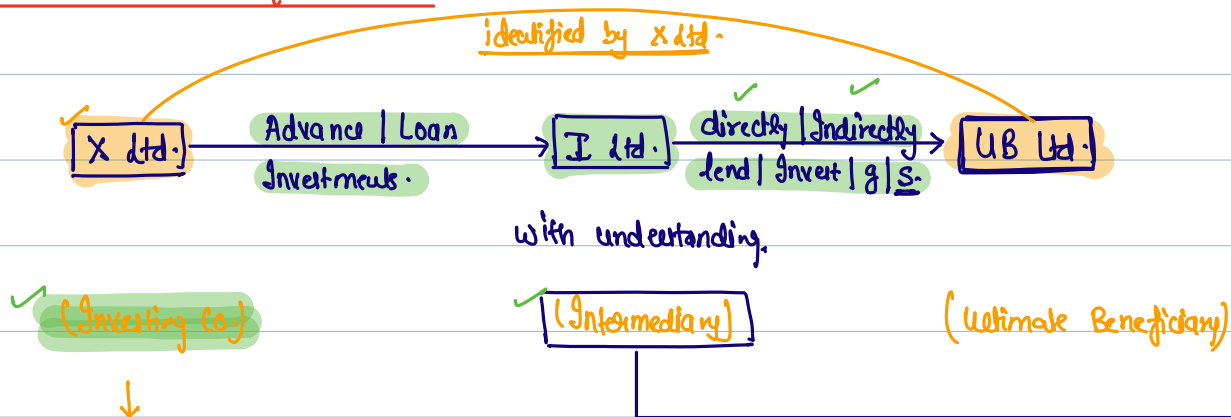 identified by X Ltd.
X Ltd.
Advance | Loan
Investments.
I Ltd.
directly | Indirectly
lend | Invest | g | S.
UB Ltd.
with understanding.
(Investing Co)
(Intermediary)
(Ultimate Beneficiary)